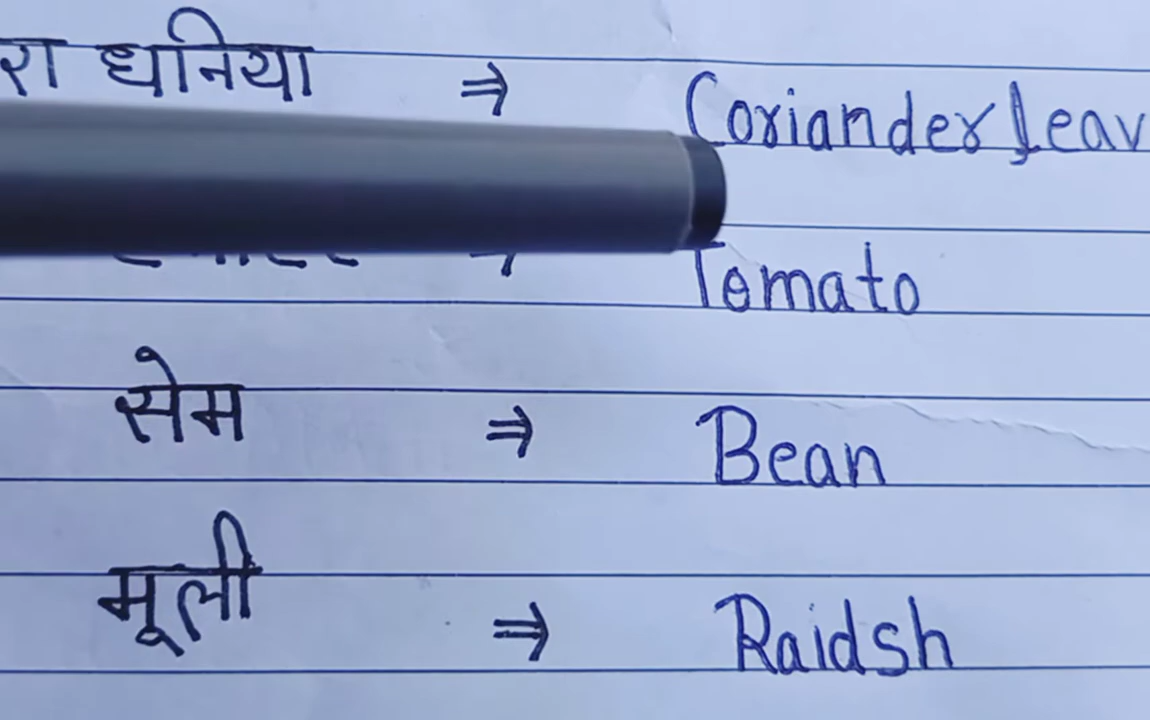 रा धनिया ⇒ Coriander leav
⇒ Tomato
सेम ⇒ Bean
मूली ⇒ Raidsh